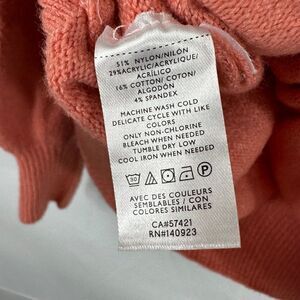 51% NYLON/NILÓN
29%ACRYLIC/ACRYLIQUE/
ACRÍLICO
16% COTTON/ COTON/
ALGODÓN
4% SPANDEX
MACHINE WASH COLD
DELICATE CYCLE WITH LIKE
COLORS
ONLY NON-CHLORINE
BLEACH WHEN NEEDED
TUMBLE DRY LOW
COOL IRON WHEN NEEDED
30
AVEC DES COULEURS
SEMBLABLES / CON
COLORES SIMILARES
CA#57421
RN#140923